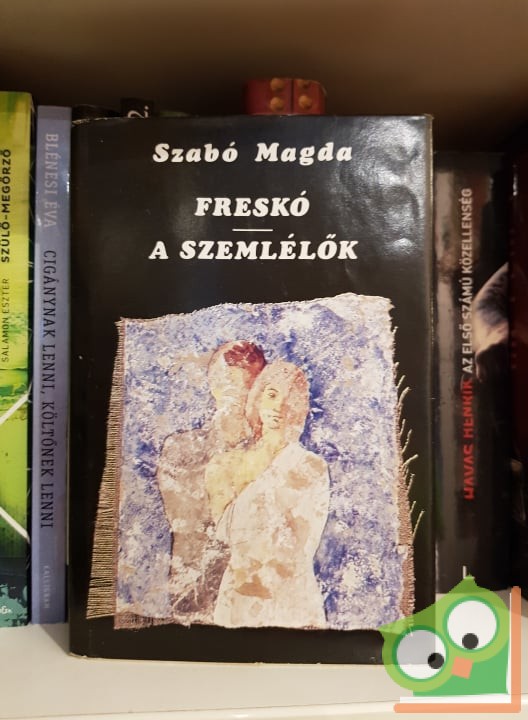 Szabó Magda
FRESKÓ
A SZEMLÉLŐK
SALAMON ESZTER
SZÜLŐ-MEGŐRZŐ
BLÉNESI ÉVA
CIGÁNYNAK LENNI, KÖLTŐNEK LENNI
KALLIGRAM
HAVAS HENRIK
AZ ELSŐ SZÁMÚ KÖZELLENSÉG